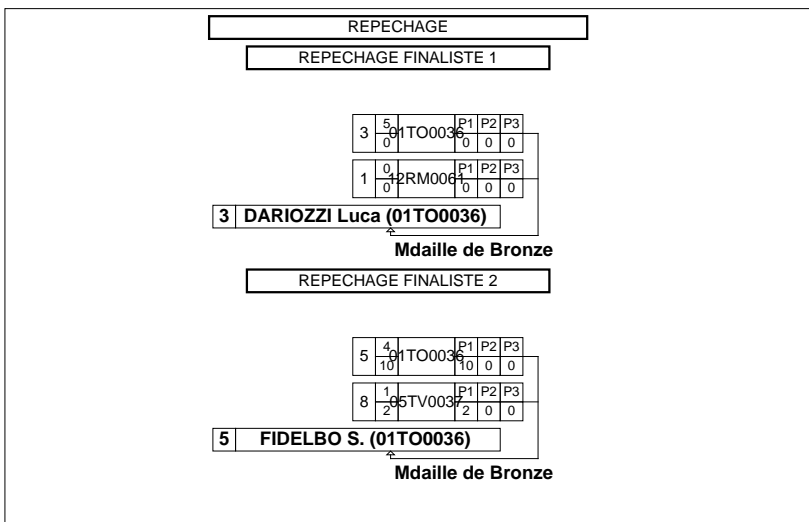 REPECHAGE
REPECHAGE FINALISTE 1
3 5 01TO0036 P1 P2 P3
0 0 0 0
1 0 12RM0061 P1 P2 P3
0 0 0 0
3 DARIOZZI Luca (01TO0036)
Mdaille de Bronze
REPECHAGE FINALISTE 2
5 4 01TO0036 P1 P2 P3
10 10 0 0
8 1 05TV0037 P1 P2 P3
2 2 0 0
5 FIDELBO S. (01TO0036)
Mdaille de Bronze